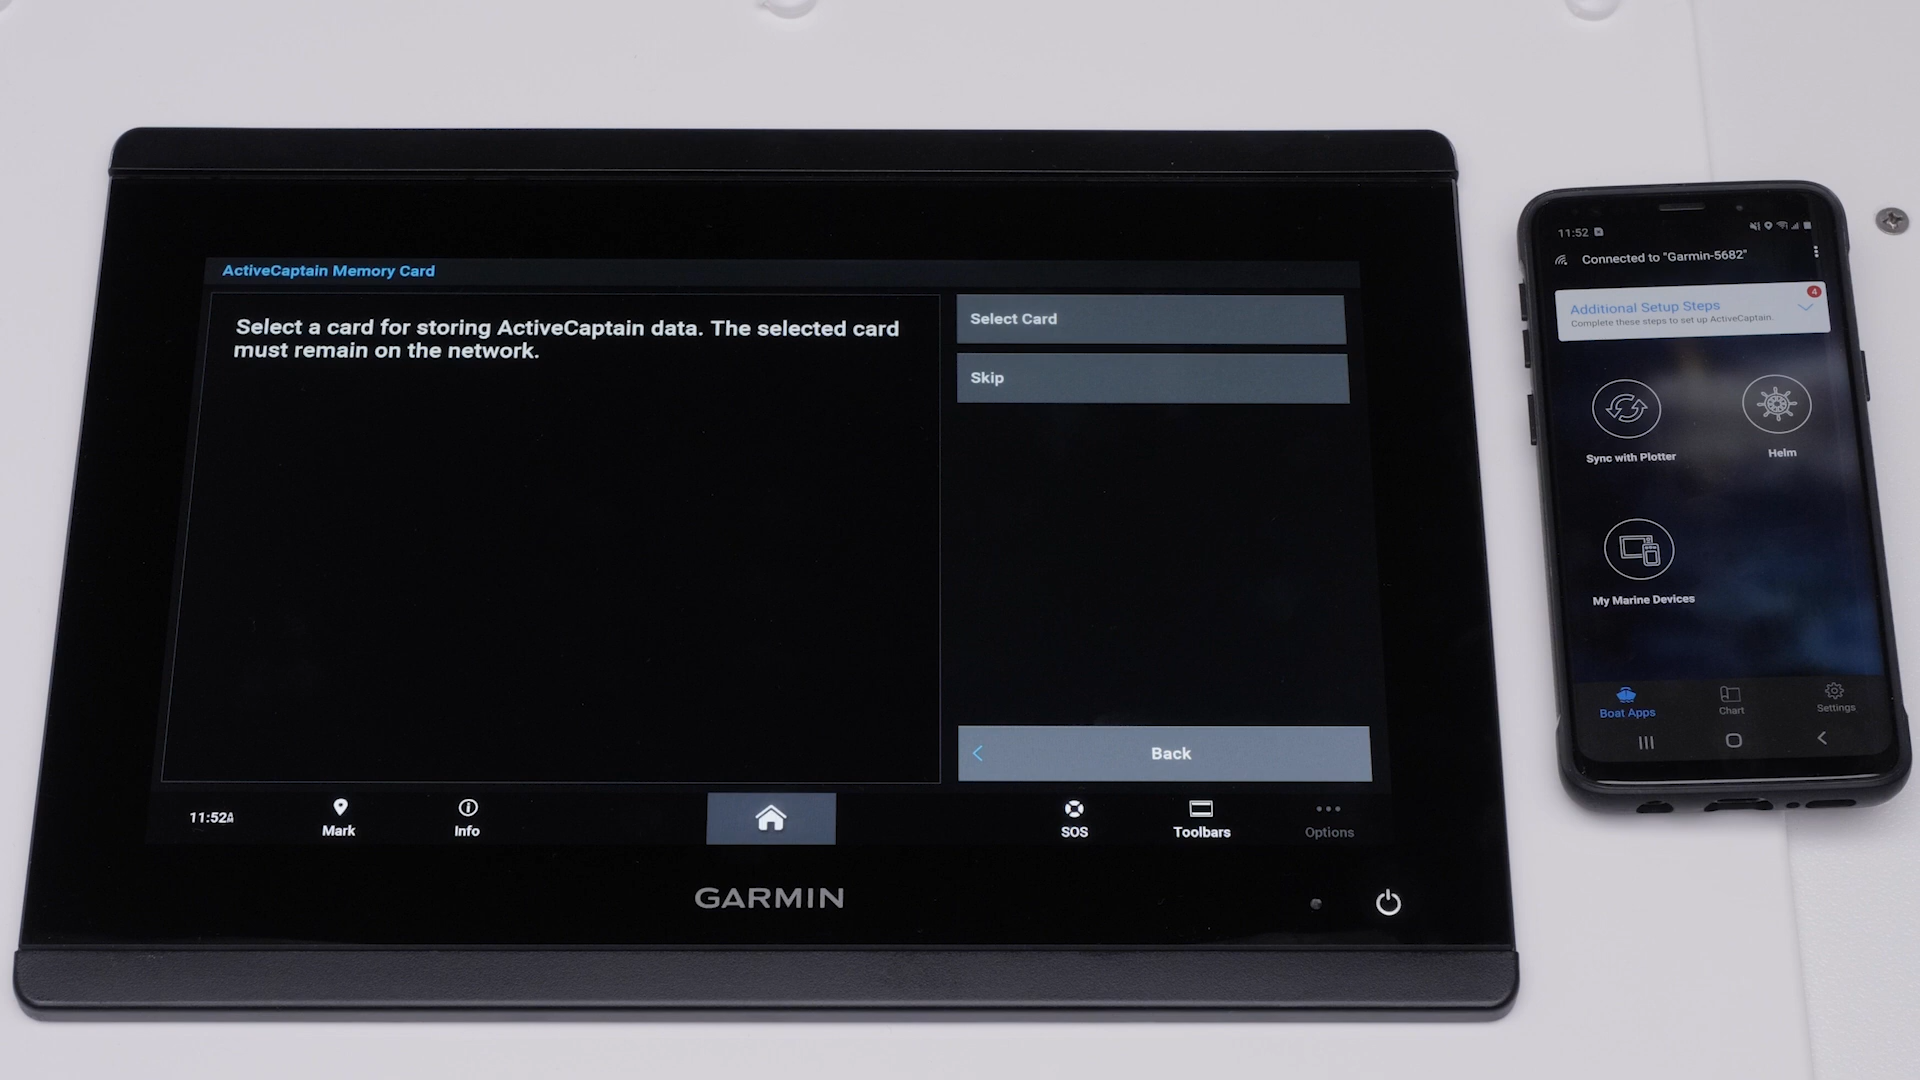 ActiveCaptain Memory Card
Select a card for storing ActiveCaptain data. The selected card
must remain on the network.
Select Card
Skip
Back
11:52A
Mark
Info
SOS
Toolbars
Options
GARMIN
11:52
Connected to "Garmin-5682"
4
Additional Setup Steps
Complete these steps to set up ActiveCaptain.
Sync with Plotter
Helm
My Marine Devices
Boat Apps
Chart
Settings